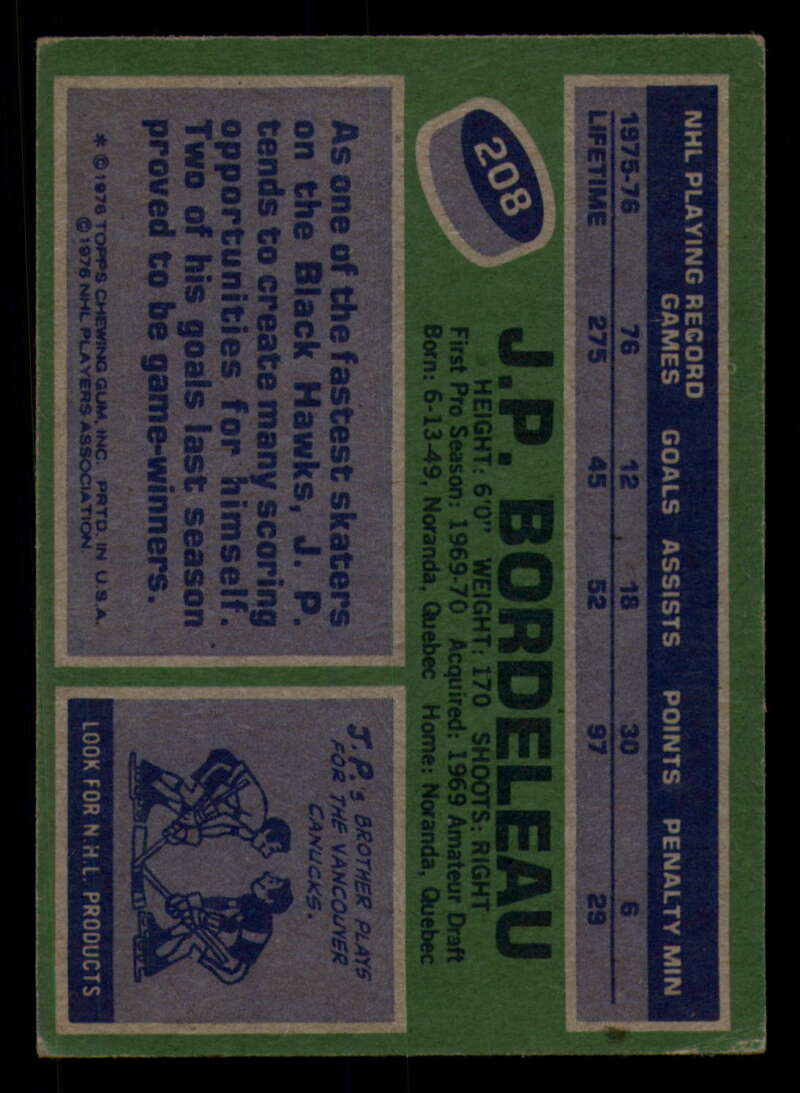 NHL PLAYING RECORD
GAMES GOALS ASSISTS POINTS PENALTY MIN
1975-76 76 12 18 30 6
LIFETIME 275 45 52 97 29
208
J.P. BORDELEAU
HEIGHT: 6'0" WEIGHT: 170 SHOOTS: RIGHT
First Pro Season: 1969-70 Acquired: 1969 Amateur Draft
Born: 6-13-49, Noranda, Quebec Home: Noranda, Quebec
As one of the fastest skaters
on the Black Hawks, J. P.
tends to create many scoring
opportunities for himself.
Two of his goals last season
proved to be game-winners.
* © 1976 TOPPS CHEWING GUM, INC. PRTD. IN U.S.A.
© 1976 NHL PLAYERS ASSOCIATION
J.P.'s BROTHER PLAYS
FOR THE VANCOUVER
CANUCKS.
LOOK FOR N.H.L. PRODUCTS